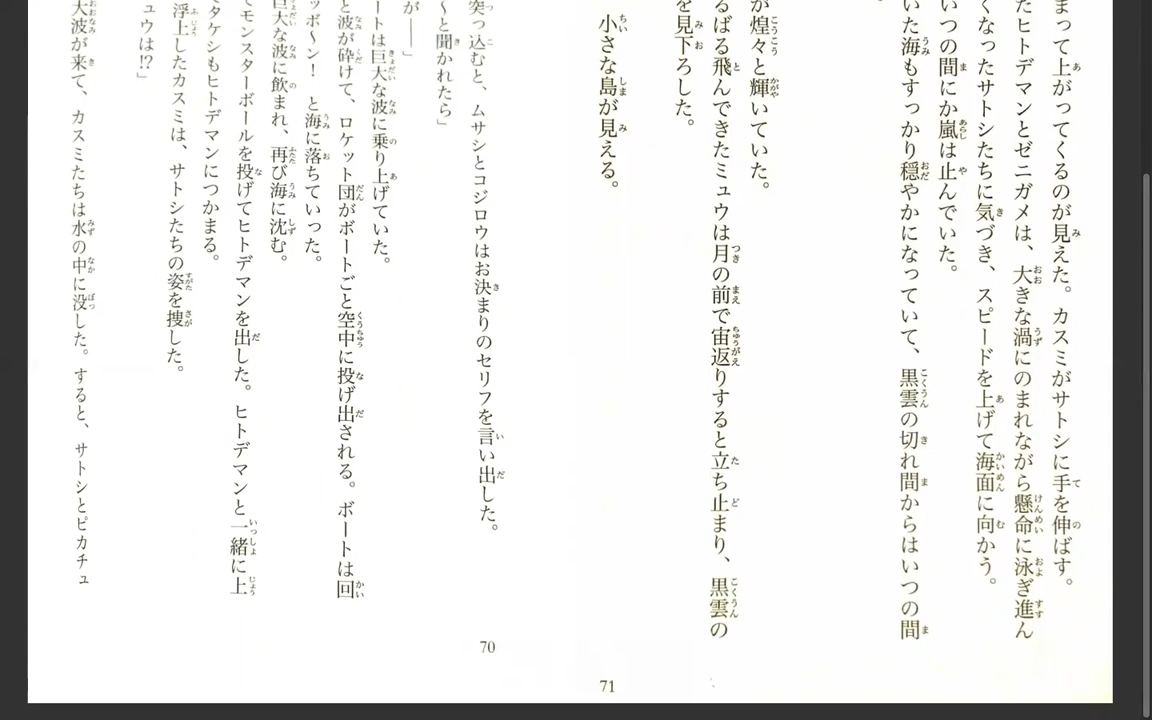 突っ込むと、ムサシとコジロウはお決まりのセリフを言い出した。
〜と聞かれたら」
が――」
ートは巨大な波に乗り上げていた。
と波が砕けて、ロケット団がボートごと空中に投げ出される。ボートは回
ッボ〜ン！　と海に落ちていった。
巨大な波に飲まれ、再び海に沈む。
てモンスターボールを投げてヒトデマンを出した。ヒトデマンと一緒に上
タケシもヒトデマンにつかまる。
浮上したカスミは、サトシたちの姿を捜した。
ュウは!?」
大波が来て、カスミたちは水の中に没した。すると、サトシとピカチュ
70
まって上がってくるのが見えた。カスミがサトシに手を伸ばす。
たヒトデマンとゼニガメは、大きな渦にのまれながら懸命に泳ぎ進ん
くなったサトシたちに気づき、スピードを上げて海面に向かう。
いつの間にか嵐は止んでいた。
いた海もすっかり穏やかになっていて、黒雲の切れ間からはいつの間
が煌々と輝いていた。
るばる飛んできたミュウは月の前で宙返りすると立ち止まり、黒雲の
を見下ろした。
小さな島が見える。
71